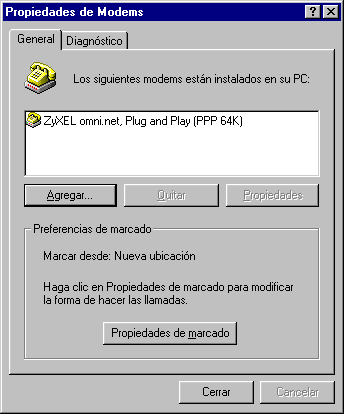 Propiedades de Modems
General
Diagnóstico
Los siguientes modems están instalados en su PC:
ZyXEL omni.net, Plug and Play (PPP 64K)
Agregar...
Quitar
Propiedades
Preferencias de marcado
Marcar desde: Nueva ubicación
Haga clic en Propiedades de marcado para modificar
la forma de hacer las llamadas.
Propiedades de marcado
Cerrar
Cancelar